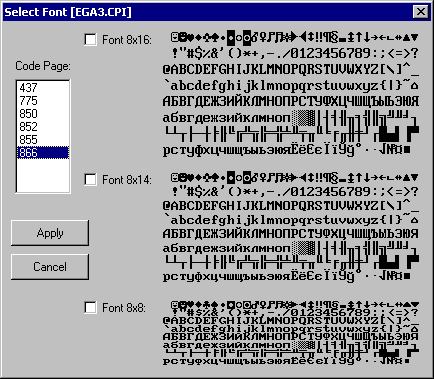 Select Font [EGA3.CPI]
Code Page:
437
775
850
852
855
866
Apply
Cancel
Font 8x16:
☺☻♥♦♣♠•◘○◙♂♀♪♫☼►◄↕‼¶§▬↨↑↓→←∟↔▲▼
 !"#$%&'()*+,-./0123456789:;<=>?
@ABCDEFGHIJKLMNOPQRSTUVWXYZ[\]^_
`abcdefghijklmnopqrstuvwxyz{|}~⌂
АБВГДЕЖЗИЙКЛМНОПРСТУФХЦЧШЩЪЫЬЭЮЯ
абвгдежзийклмноп░▒▓│┤╡╢╖╕╣║╗╝╜╛┐
└┴┬├─┼╞╟╚╔╩╦╠═╬╧╨╤╥╙╘╒╓╫╪┘┌█▄▌▐▀
рстуфхцчшщъыьэюяЁёЄєЇїЎў°∙·√№¤■
Font 8x14:
☺☻♥♦♣♠•◘○◙♂♀♪♫☼►◄↕‼¶§▬↨↑↓→←∟↔▲▼
 !"#$%&'()*+,-./0123456789:;<=>?
@ABCDEFGHIJKLMNOPQRSTUVWXYZ[\]^_
`abcdefghijklmnopqrstuvwxyz{|}~⌂
АБВГДЕЖЗИЙКЛМНОПРСТУФХЦЧШЩЪЫЬЭЮЯ
абвгдежзийклмноп░▒▓│┤╡╢╖╕╣║╗╝╜╛┐
└┴┬├─┼╞╟╚╔╩╦╠═╬╧╨╤╥╙╘╒╓╫╪┘┌█▄▌▐▀
рстуфхцчшщъыьэюяЁёЄєЇїЎў°∙·√№¤■
Font 8x8:
☺☻♥♦♣♠•◘○◙♂♀♪♫☼►◄↕‼¶§▬↨↑↓→←∟↔▲▼
 !"#$%&'()*+,-./0123456789:;<=>?
@ABCDEFGHIJKLMNOPQRSTUVWXYZ[\]^_
`abcdefghijklmnopqrstuvwxyz{|}~⌂
АБВГДЕЖЗИЙКЛМНОПРСТУФХЦЧШЩЪЫЬЭЮЯ
абвгдежзийклмноп░▒▓│┤╡╢╖╕╣║╗╝╜╛┐
└┴┬├─┼╞╟╚╔╩╦╠═╬╧╨╤╥╙╘╒╓╫╪┘┌█▄▌▐▀
рстуфхцчшщъыьэюяЁёЄєЇїЎў°∙·√№¤■